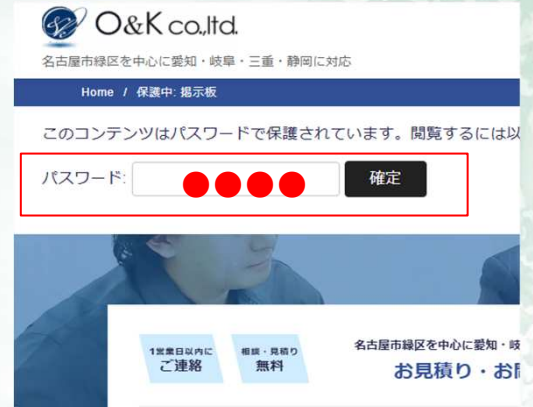 O&K co.,ltd.
名古屋市緑区を中心に愛知・岐阜・三重・静岡に対応
Home / 保護中: 掲示板
このコンテンツはパスワードで保護されています。閲覧するには以
パスワード:
確定
1営業日以内に
ご連絡
相談・見積り
無料
名古屋市緑区を中心に愛知・岐
お見積り・お